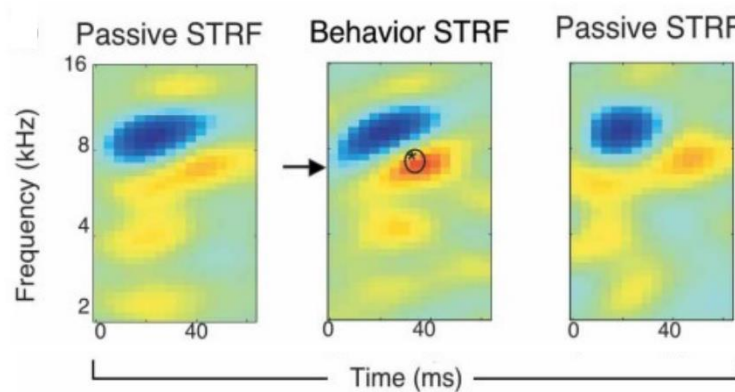 Passive STRF
Behavior STRF
Passive STRF
Frequency (kHz)
16
8
4
2
0
40
0
40
0
40
Time (ms)